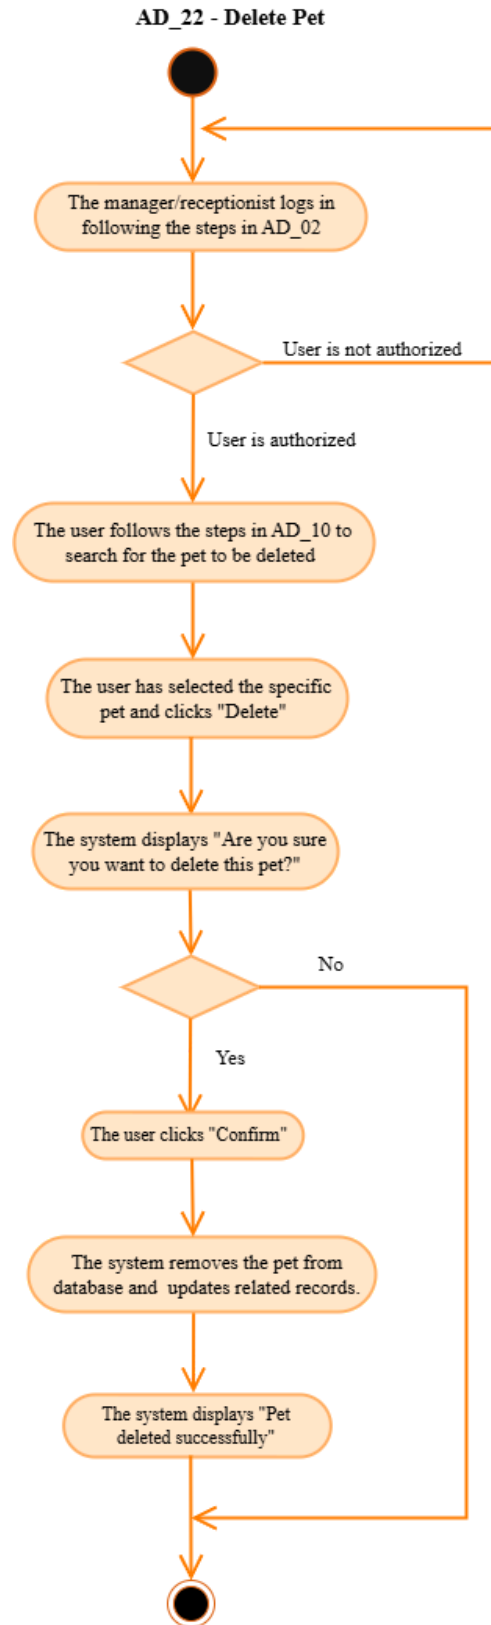 AD_22 - Delete Pet
The manager/receptionist logs in
following the steps in AD_02
User is not authorized
User is authorized
The user follows the steps in AD_10 to
search for the pet to be deleted
The user has selected the specific
pet and clicks "Delete"
The system displays "Are you sure
you want to delete this pet?"
No
Yes
The user clicks "Confirm"
The system removes the pet from
database and  updates related records.
The system displays "Pet
deleted successfully"